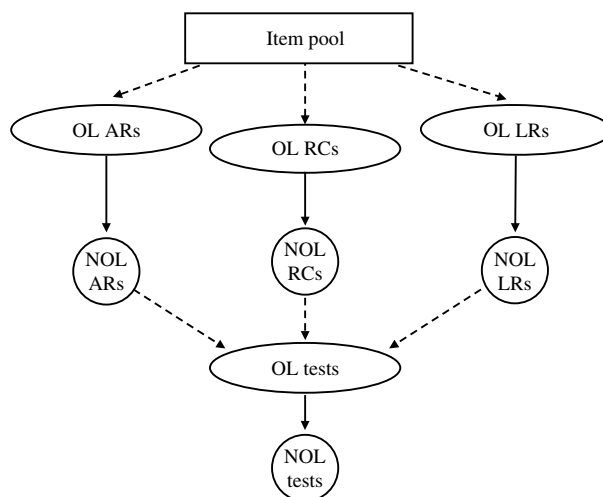 Item pool
OL ARs
OL RCs
OL LRs
NOL
ARs
NOL
RCs
NOL
LRs
OL tests
NOL
tests